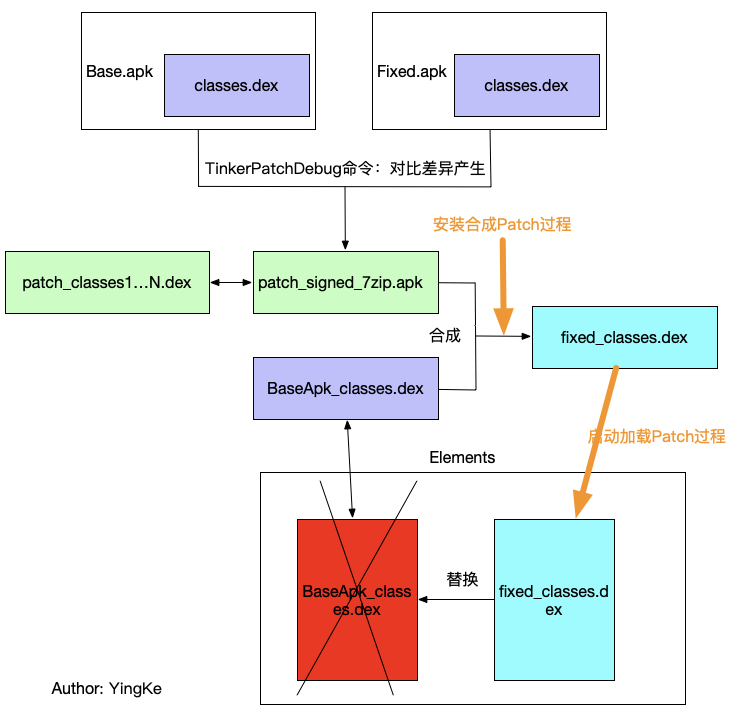 Base.apk
classes.dex
Fixed.apk
classes.dex
TinkerPatchDebug命令：对比差异产生
安装合成Patch过程
patch_classes1...N.dex
patch_signed_7zip.apk
合成
fixed_classes.dex
BaseApk_classes.dex
启动加载Patch过程
Elements
BaseApk_class
es.dex
替换
fixed_classes.d
ex
Author: YingKe